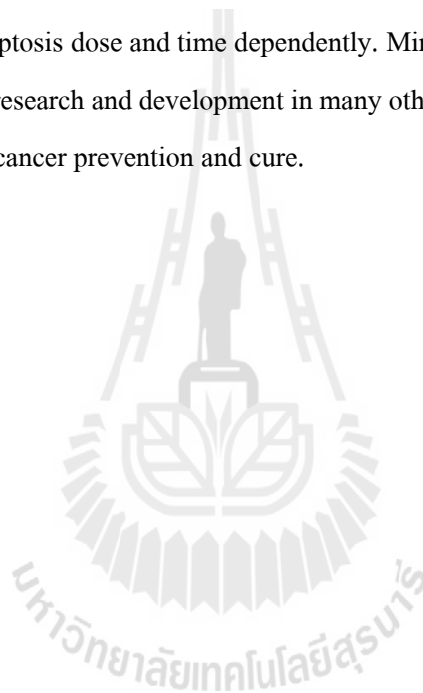 ptosis dose and time dependently. Min
research and development in many oth
cancer prevention and cure.
มหาวิทยาลัยเทคโนโลยีสุรนารี